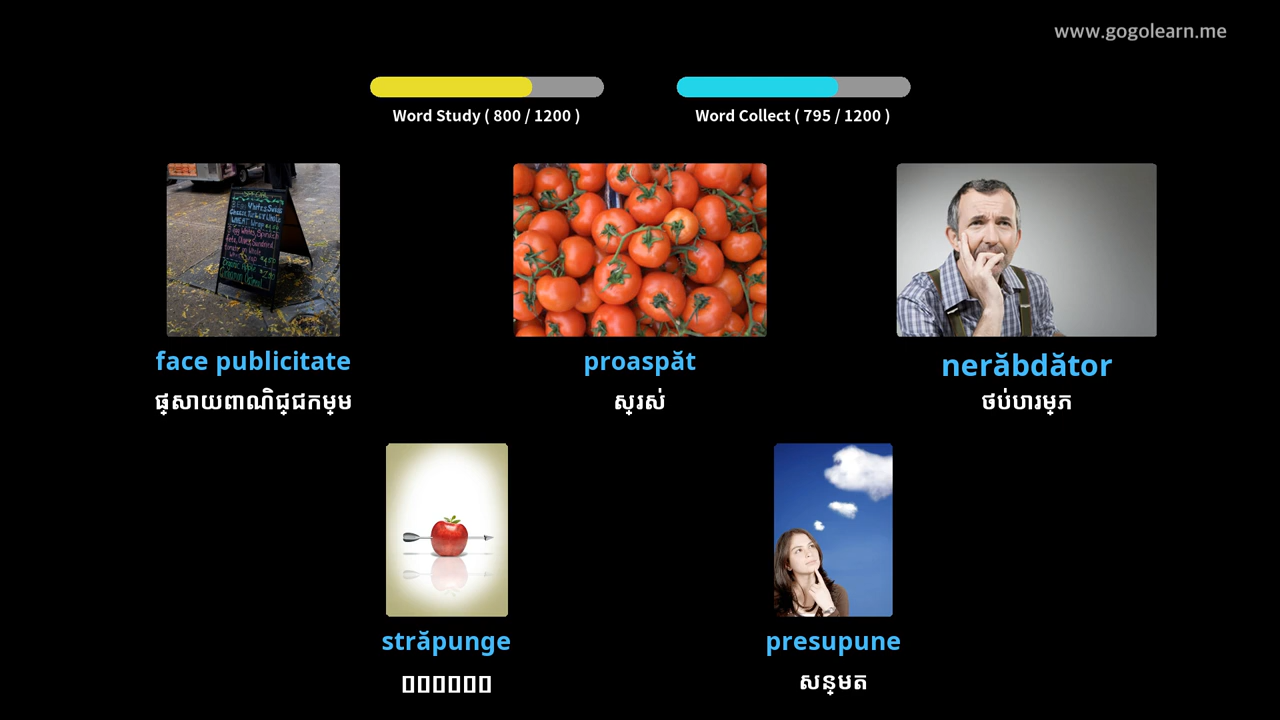 www.gogolearn.me
Word Study ( 800 / 1200 )
Word Collect ( 795 / 1200 )
face publicitate
proaspăt
nerăbdător
ផ្សាយពាណិជ្ជកម្ម
ស្រស់
ថប់បារម្ភ
străpunge
presupune
សន្មត